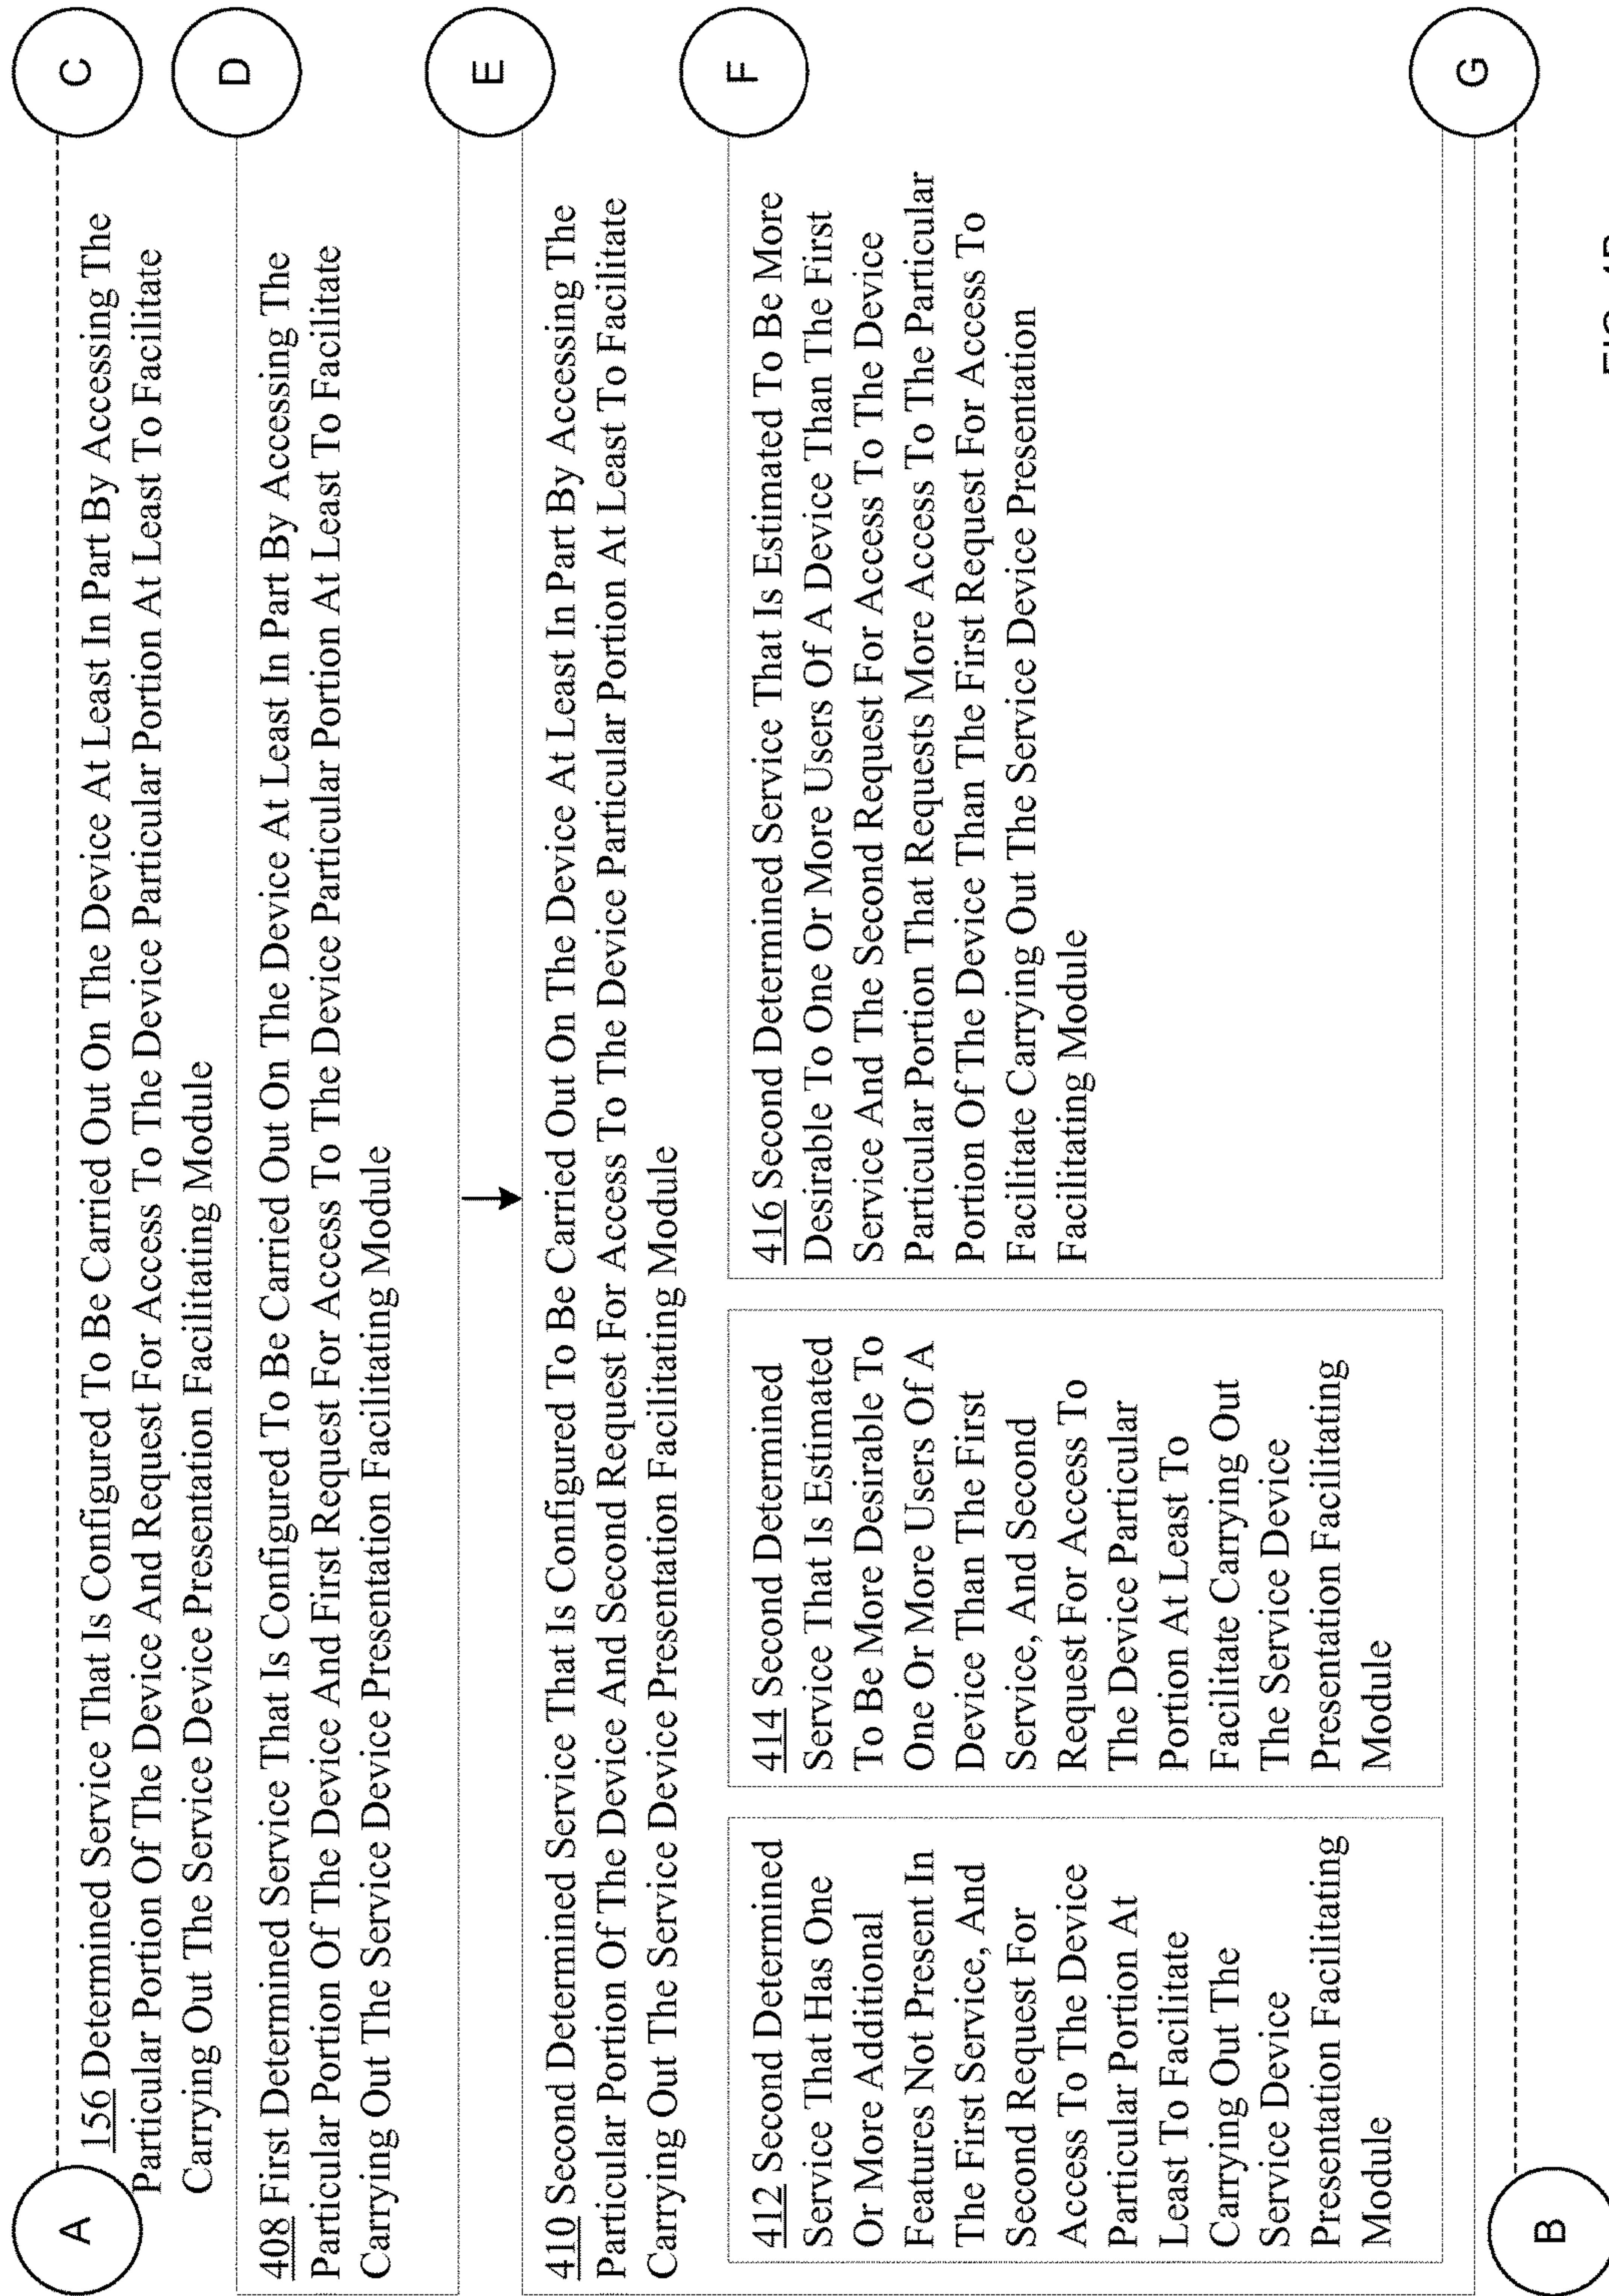 A
C
156 Determined Service That Is Configured To Be Carried Out On The Device At Least In Part By Accessing The
Particular Portion Of The Device And Request For Access To The Device Particular Portion At Least To Facilitate
Carrying Out The Service Device Presentation Facilitating Module
D
408 First Determined Service That Is Configured To Be Carried Out On The Device At Least In Part By Accessing The
Particular Portion Of The Device And First Request For Access To The Device Particular Portion At Least To Facilitate
Carrying Out The Service Device Presentation Facilitating Module
E
410 Second Determined Service That Is Configured To Be Carried Out On The Device At Least In Part By Accessing The
Particular Portion Of The Device And Second Request For Access To The Device Particular Portion At Least To Facilitate
Carrying Out The Service Device Presentation Facilitating Module
F
412 Second Determined
Service That Has One
Or More Additional
Features Not Present In
The First Service, And
Second Request For
Access To The Device
Particular Portion At
Least To Facilitate
Carrying Out The
Service Device
Presentation Facilitating
Module
414 Second Determined
Service That Is Estimated
To Be More Desirable To
One Or More Users Of A
Device Than The First
Service, And Second
Request For Access To
The Device Particular
Portion At Least To
Facilitate Carrying Out
The Service Device
Presentation Facilitating
Module
416 Second Determined Service That Is Estimated To Be More
Desirable To One Or More Users Of A Device Than The First
Service And The Second Request For Access To The Device
Particular Portion That Requests More Access To The Particular
Portion Of The Device Than The First Request For Access To
Facilitate Carrying Out The Service Device Presentation
Facilitating Module
G
B